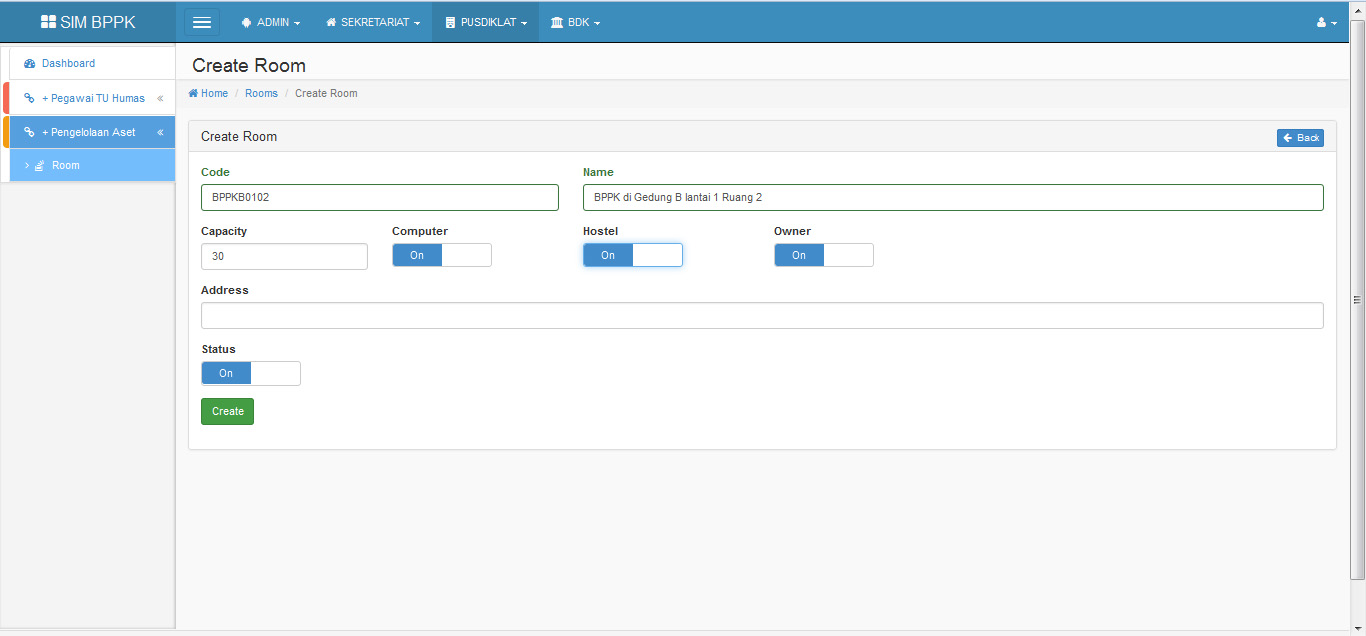 SIM BPPK
ADMIN
SEKRETARIAT
PUSDIKLAT
BDK
Dashboard
+ Pegawai TU Humas «
+ Pengelolaan Aset «
> Room
Create Room
Home / Rooms / Create Room
Create Room
Back
Code
Name
BPPKB0102
BPPK di Gedung B lantai 1 Ruang 2
Capacity
Computer
Hostel
Owner
30
On
On
On
Address
Status
On
Create